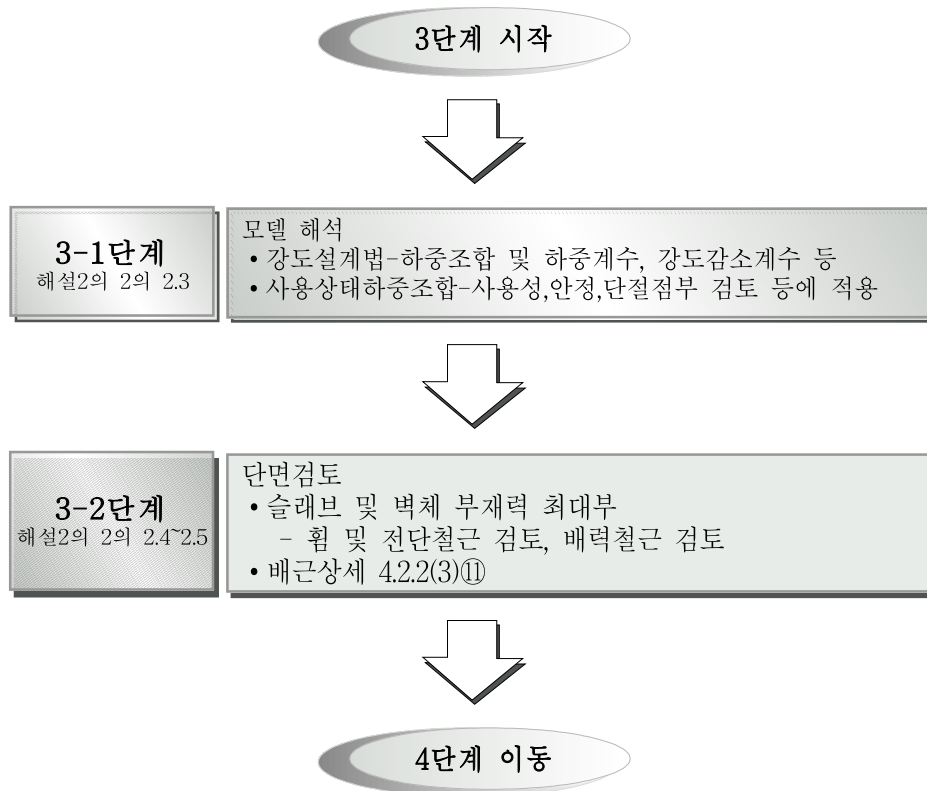 3단계 시작
3-1단계
해설2의 2의 2.3
모델 해석
• 강도설계법-하중조합 및 하중계수, 강도감소계수 등
• 사용상태하중조합-사용성,안정,단절점부 검토 등에 적용
3-2단계
해설2의 2의 2.4~2.5
단면검토
• 슬래브 및 벽체 부재력 최대부
- 휨 및 전단철근 검토, 배력철근 검토
• 배근상세 4.2.2(3)⑪
4단계 이동